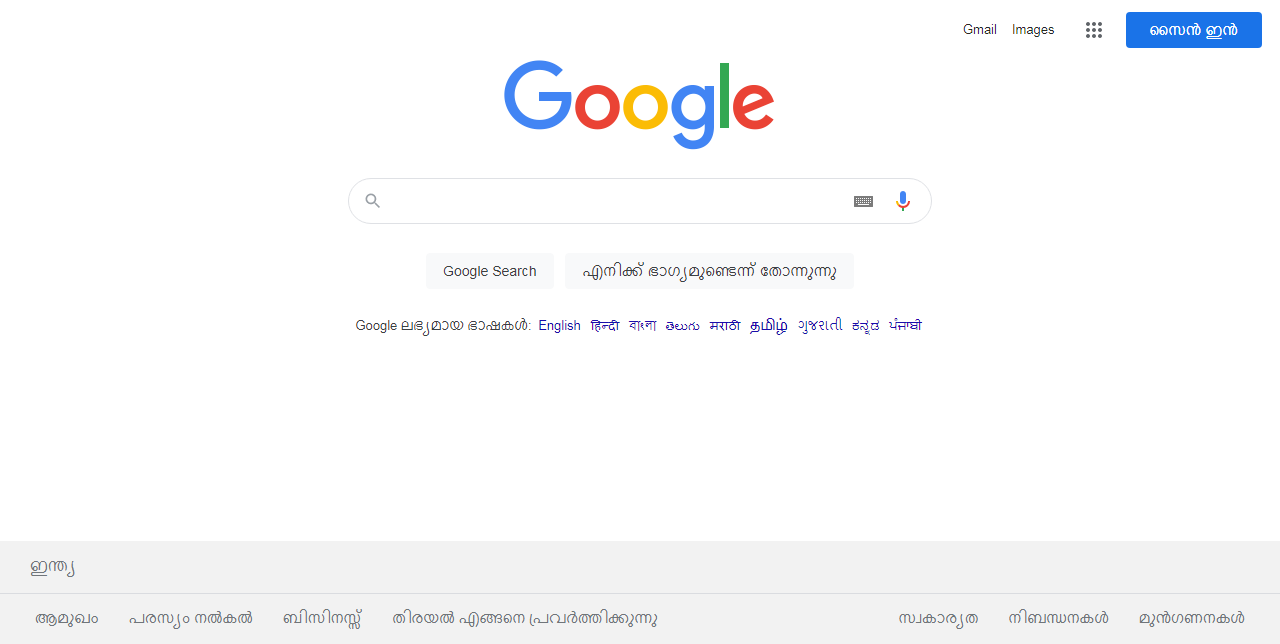 Gmail Images സൈൻ ഇൻ
Google
Google Search എനിക്ക് ഭാഗ്യമുണ്ടെന്ന് തോന്നുന്നു
Google ലഭ്യമായ ഭാഷകൾ: English हिन्दी বাংলা తెలుగు मराठी தமிழ் ગુજરાતી ಕನ್ನಡ ਪੰਜਾਬੀ
ഇന്ത്യ
ആമുഖം പരസ്യം നൽകൽ ബിസിനസ്സ് തിരയൽ എങ്ങനെ പ്രവർത്തിക്കുന്നു സ്വകാര്യത നിബന്ധനകൾ മുൻഗണനകൾ